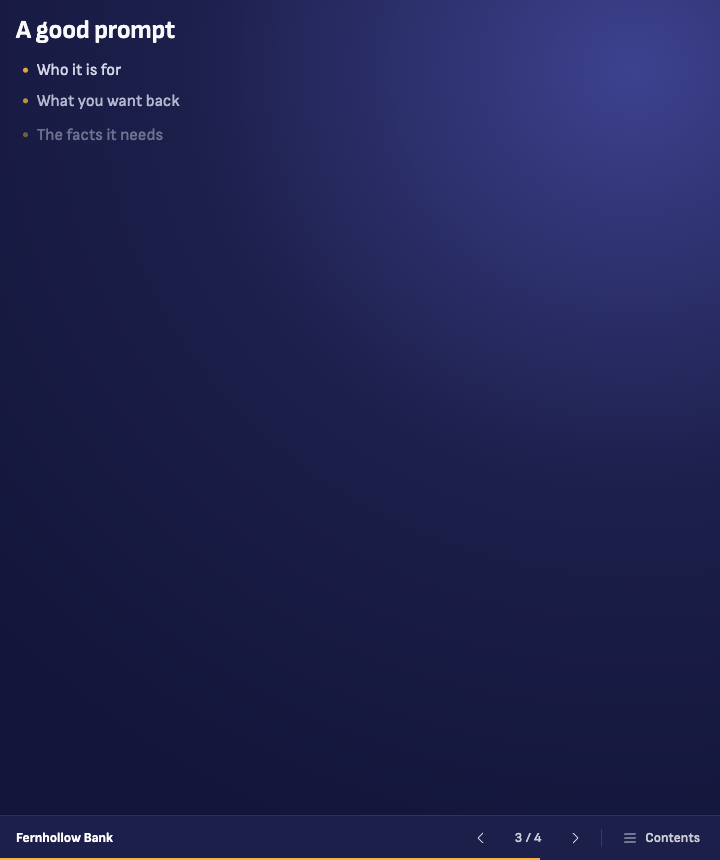 A good prompt
Who it is for
What you want back
The facts it needs
Fernhollow Bank
3 / 4
Contents